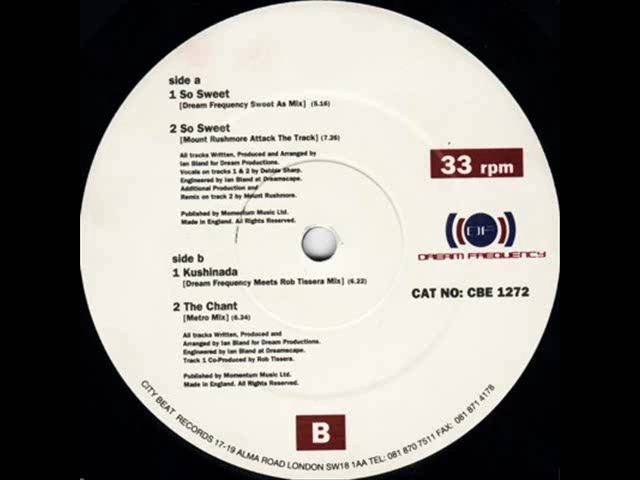 side a
1 So Sweet
[Dream Frequency Sweet As Mix] (5.16)
2 So Sweet
[Mount Rushmore Attack The Track] (7.26)
All tracks Written, Produced and Arranged by
Ian Bland for Dream Productions.
Vocals on tracks 1 & 2 by Debbie Sharp.
Engineered by Ian Bland at Dreamscape.
Additional Production and
Remix on track 2 by Mount Rushmore.
Published by Momentum Music Ltd.
Made in England. All Rights Reserved.
33 rpm
DF
DREAM FREQUENCY
CAT NO: CBE 1272
side b
1 Kushinada
[Dream Frequency Meets Rob Tissera Mix] (6.22)
2 The Chant
[Metro Mix] (6.34)
All tracks Written, Produced and
Arranged by Ian Bland for Dream Productions.
Engineered by Ian Bland at Dreamscape.
Track 1 Co-Produced by Rob Tissera.
Published by Momentum Music Ltd.
Made in England. All Rights Reserved.
B
CITY BEAT RECORDS 17-19 ALMA ROAD LONDON SW18 1AA TEL: 081 870 7511 FAX: 081 871 4178